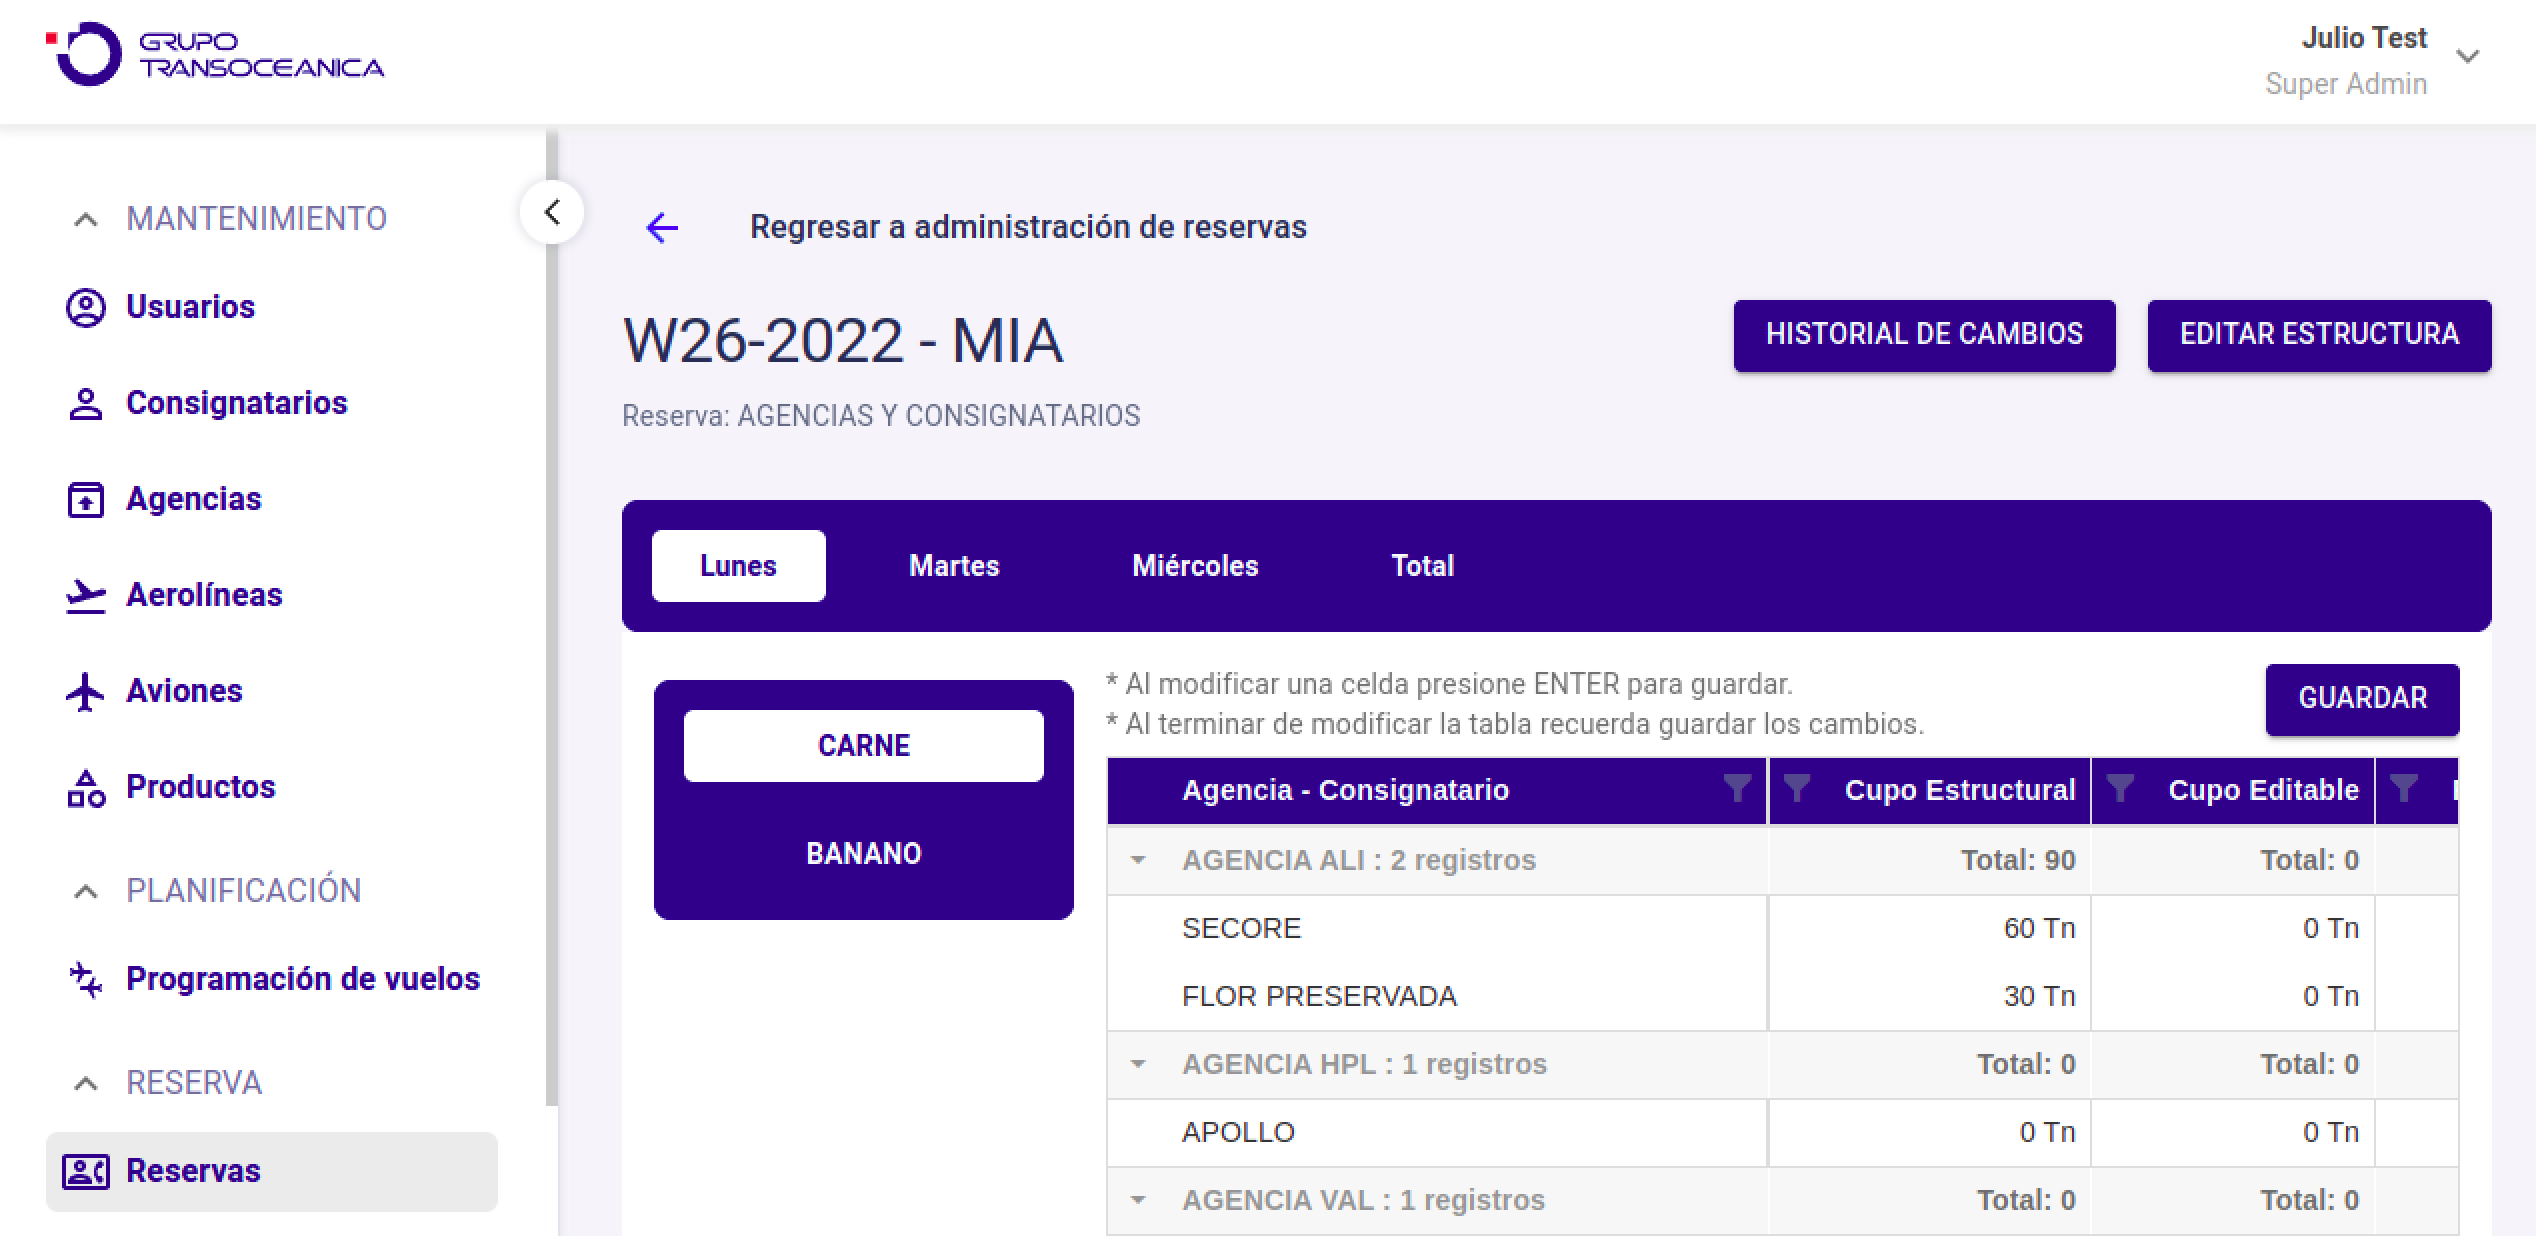 GRUPO
TRANSOCEANICA
Julio Test
Super Admin
MANTENIMIENTO
Usuarios
Consignatarios
Agencias
Aerolíneas
Aviones
Productos
PLANIFICACIÓN
Programación de vuelos
RESERVA
Reservas
Regresar a administración de reservas
W26-2022 - MIA
HISTORIAL DE CAMBIOS
EDITAR ESTRUCTURA
Reserva: AGENCIAS Y CONSIGNATARIOS
Lunes Martes Miércoles Total
CARNE
BANANO
* Al modificar una celda presione ENTER para guardar.
* Al terminar de modificar la tabla recuerda guardar los cambios.
GUARDAR
Agencia - Consignatario Cupo Estructural Cupo Editable
AGENCIA ALI : 2 registros Total: 90 Total: 0
SECORE 60 Tn 0 Tn
FLOR PRESERVADA 30 Tn 0 Tn
AGENCIA HPL : 1 registros Total: 0 Total: 0
APOLLO 0 Tn 0 Tn
AGENCIA VAL : 1 registros Total: 0 Total: 0